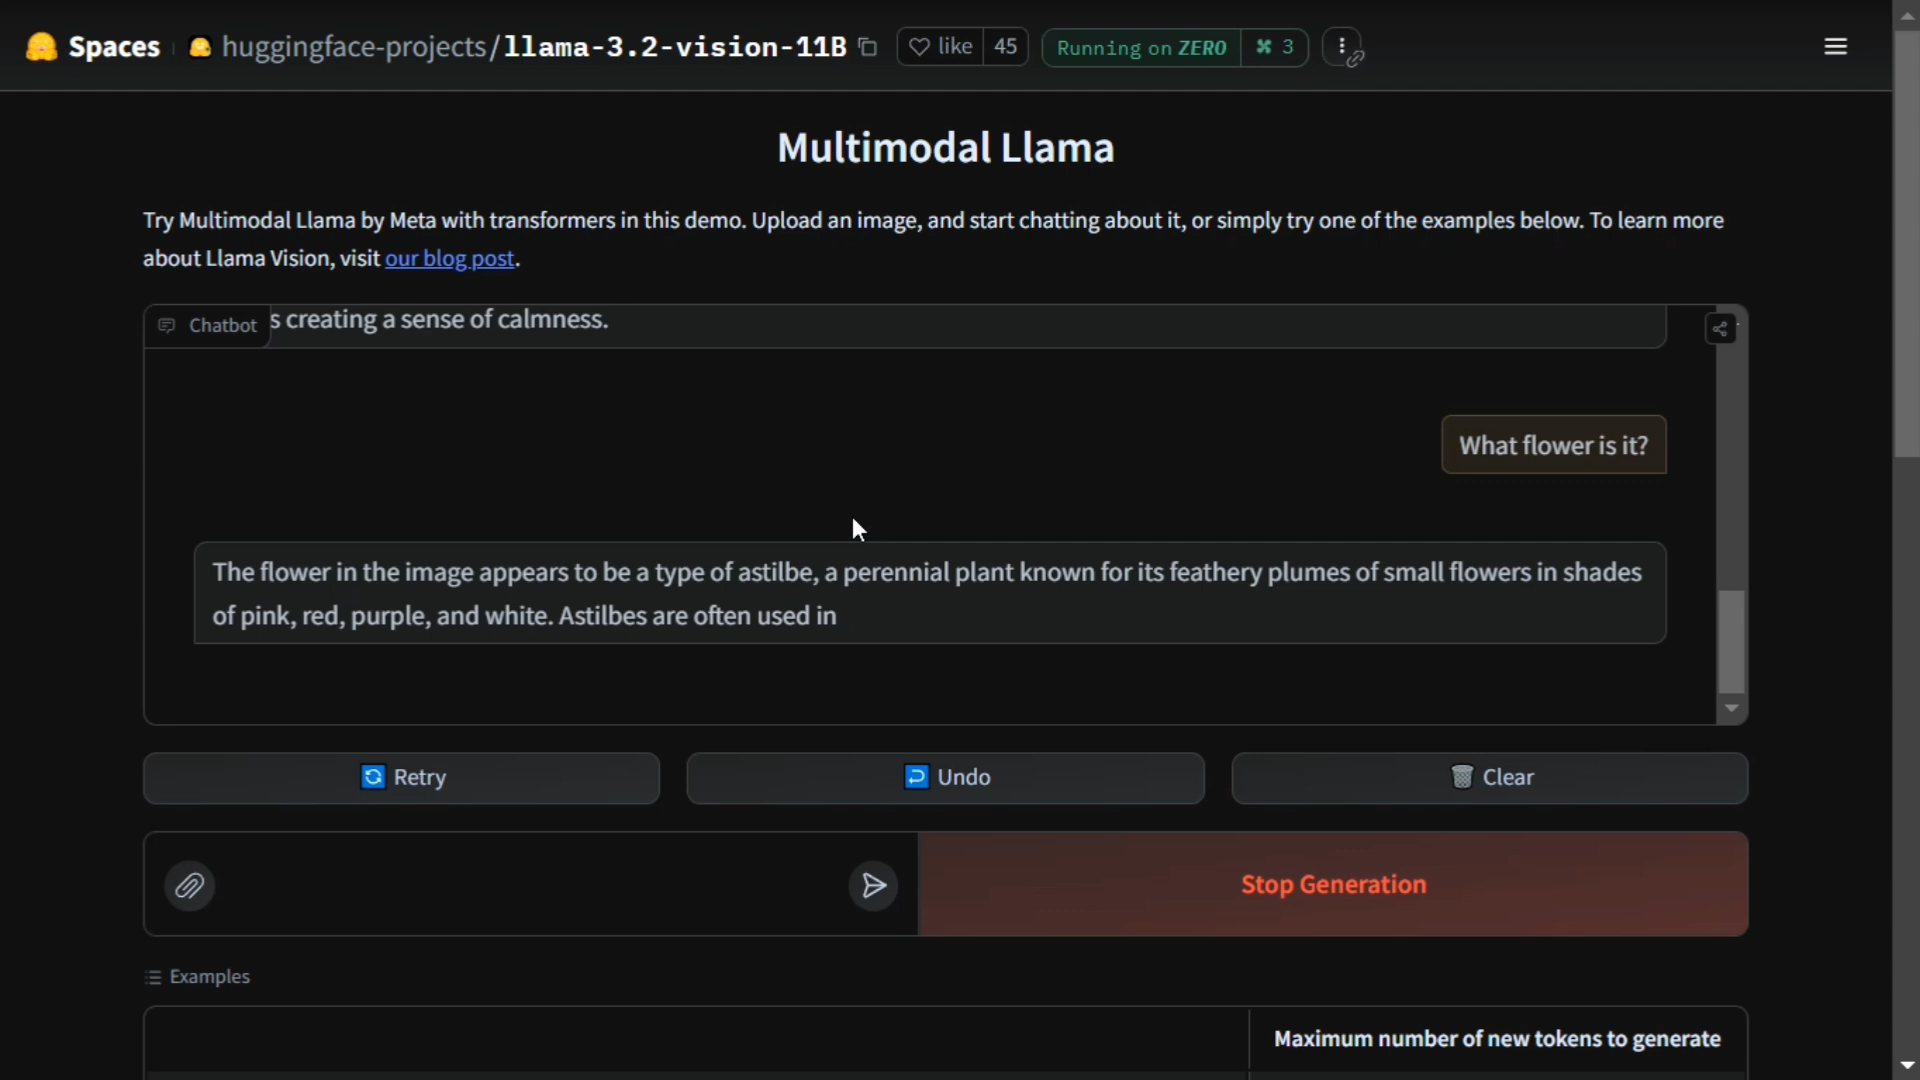 Spaces huggingface-projects/llama-3.2-vision-11B like 45 Running on ZERO 3
Multimodal Llama
Try Multimodal Llama by Meta with transformers in this demo. Upload an image, and start chatting about it, or simply try one of the examples below. To learn more
about Llama Vision, visit our blog post.
Chatbot s creating a sense of calmness.
What flower is it?
The flower in the image appears to be a type of astilbe, a perennial plant known for its feathery plumes of small flowers in shades
of pink, red, purple, and white. Astilbes are often used in
Retry Undo Clear
Stop Generation
Examples
Maximum number of new tokens to generate